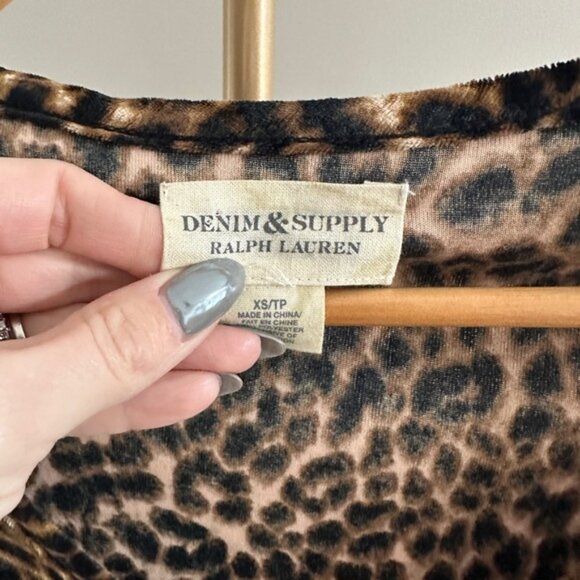 DENIM & SUPPLY
RALPH LAUREN
XS/TP
MADE IN CHINA/
FAIT EN CHINE